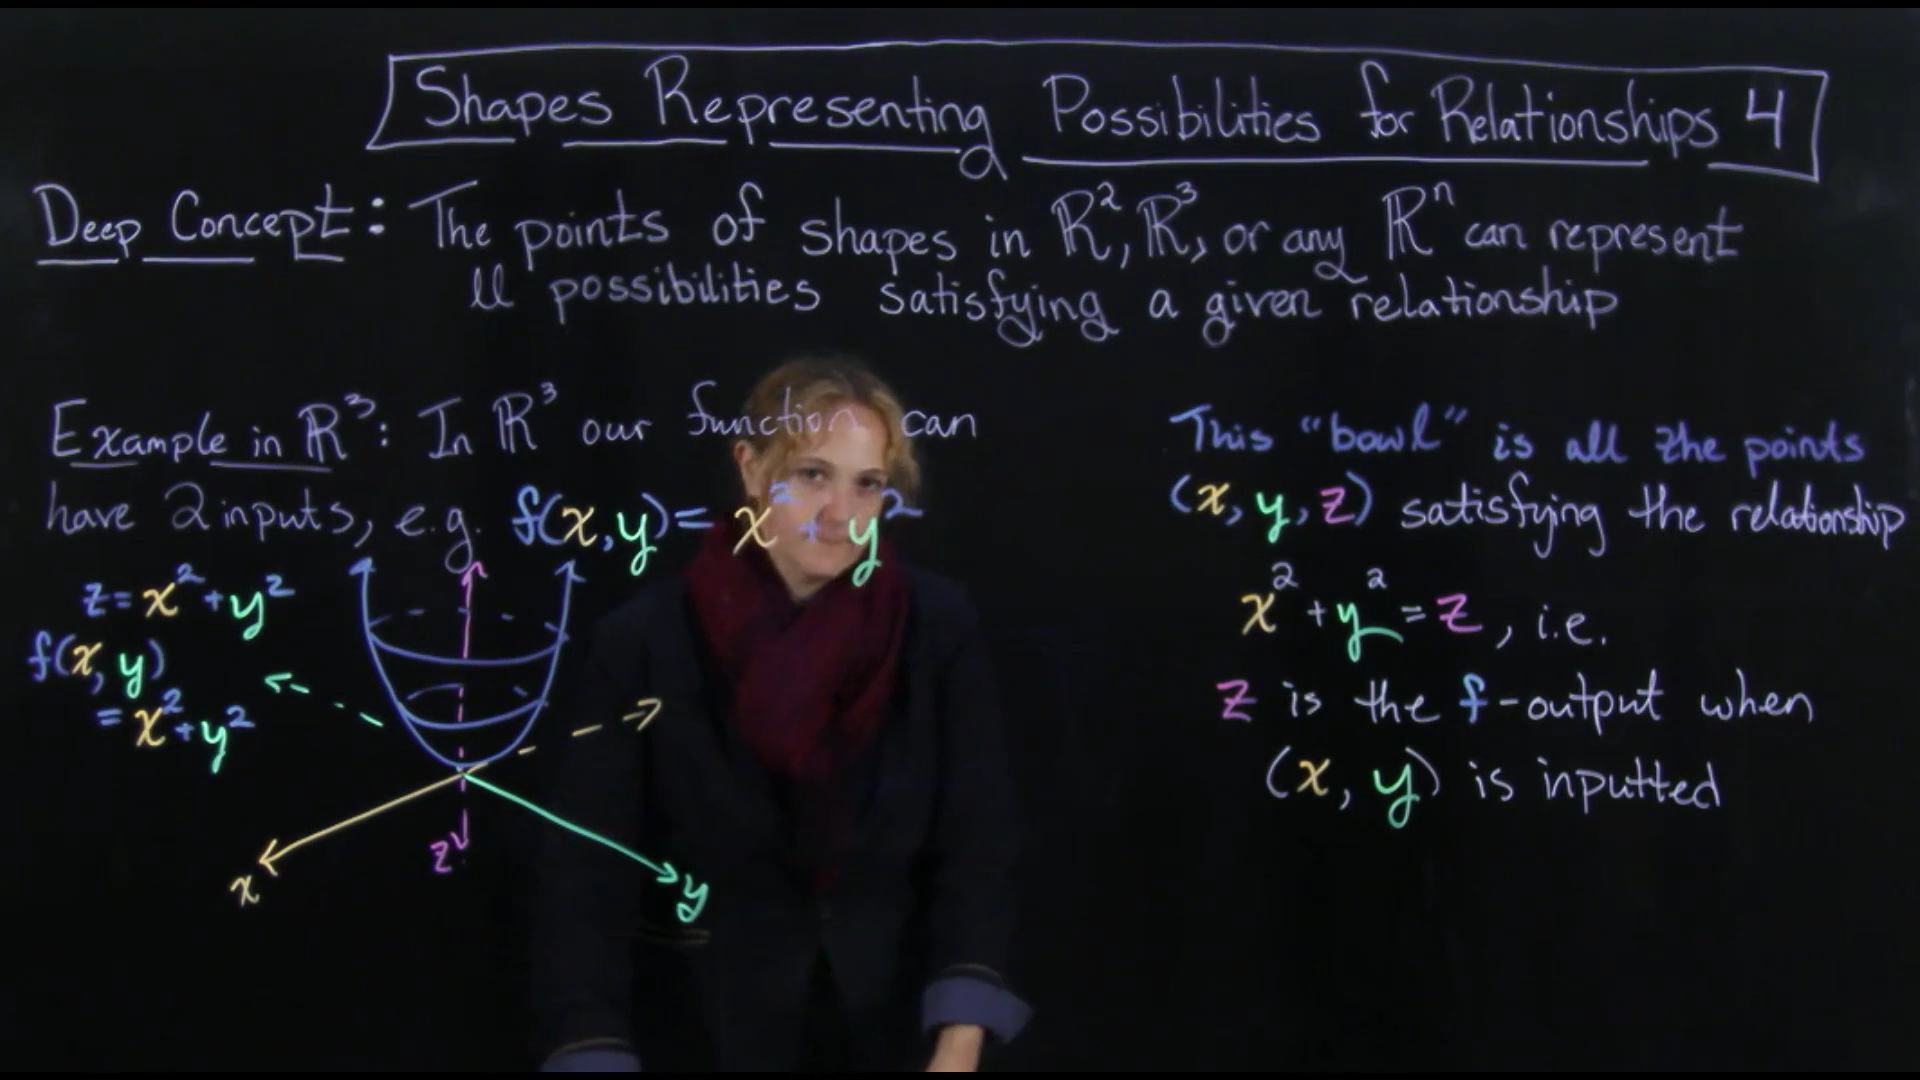 Shapes Representing Possibilities for Relationships 4
Deep Concept: The points of shapes in ℝ², ℝ³, or any ℝⁿ can represent
ll possibilities satisfying a given relationship
Example in ℝ³: In ℝ³ our function can
have 2 inputs, e.g. f(x,y) = x² + y²
z = x² + y²
f(x, y)
= x² + y²
x
z
y
This "bowl" is all the points
(x, y, z) satisfying the relationship
x² + y² = z, i.e.
z is the f-output when
(x, y) is inputted